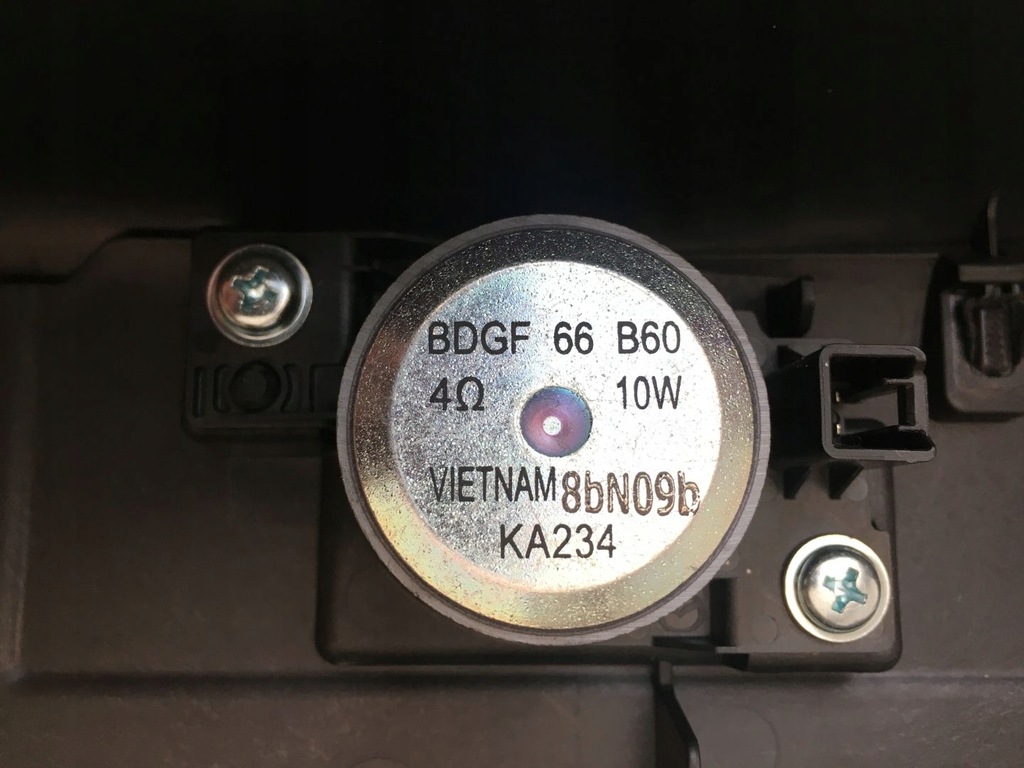 BDGF 66 B60
4Ω 10W
VIETNAM 8bN09b
KA234